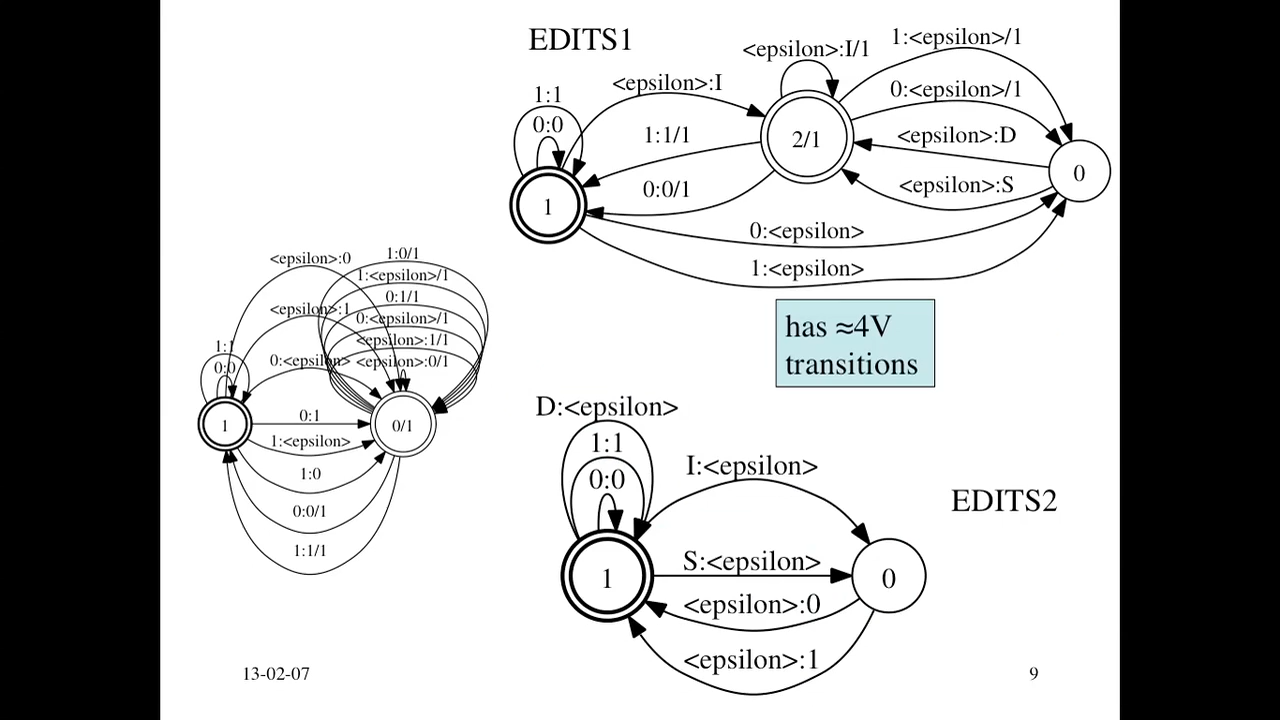 EDITS1
<epsilon>:I/1
1:<epsilon>/1
<epsilon>:I
0:<epsilon>/1
1:1
0:0
1:1/1
2/1
<epsilon>:D
0
0:0/1
<epsilon>:S
1
0:<epsilon>
1:<epsilon>
has ≈4V
transitions
<epsilon>:0
1:0/1
1:<epsilon>/1
0:1/1
<epsilon>:1
0:<epsilon>/1
1:1
<epsilon>:1/1
0:0
0:<epsilon>
<epsilon>:0/1
1
0:1
0/1
1:<epsilon>
1:0
0:0/1
1:1/1
D:<epsilon>
1:1
0:0
I:<epsilon>
EDITS2
S:<epsilon>
1
0
<epsilon>:0
<epsilon>:1
13-02-07
9